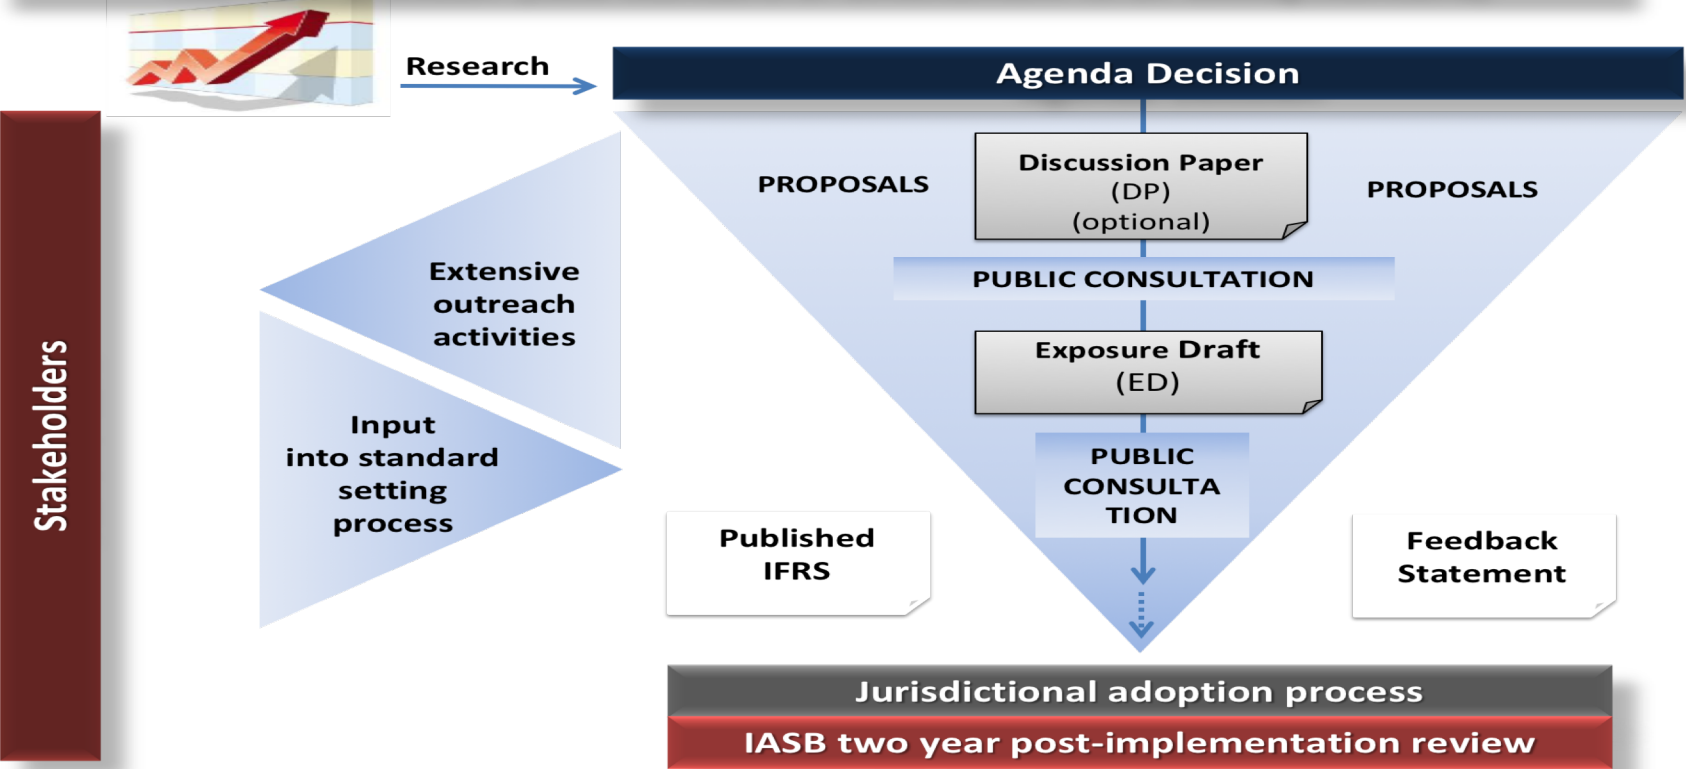 Research
Agenda Decision
Discussion Paper
(DP)
(optional)
PROPOSALS
PROPOSALS
PUBLIC CONSULTATION
Extensive
outreach
activities
Exposure Draft
(ED)
Stakeholders
Input
into standard
setting
process
PUBLIC
CONSULTA
TION
Published
IFRS
Feedback
Statement
Jurisdictional adoption process
IASB two year post-implementation review